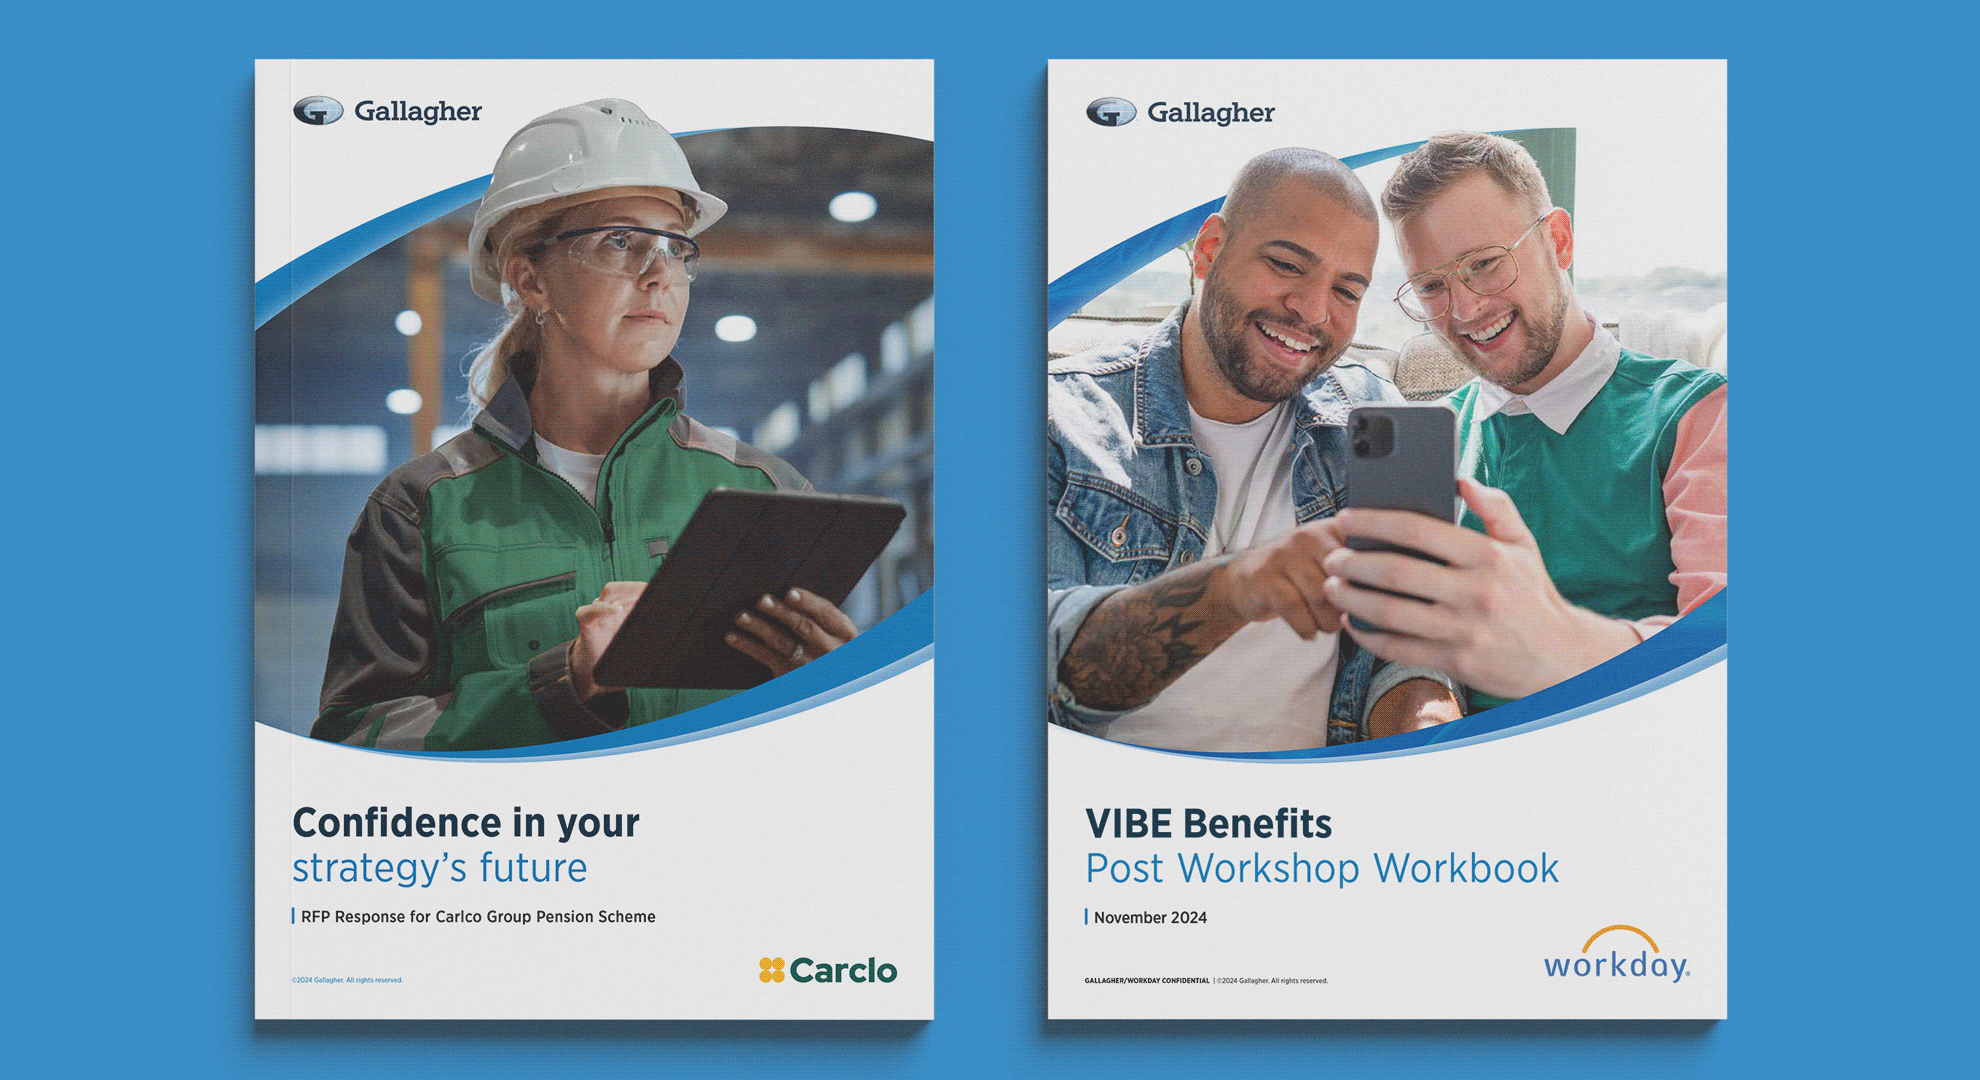 Gallagher
Confidence in your
strategy's future
RFP Response for Carlco Group Pension Scheme
©2024 Gallagher. All rights reserved.
Carclo
Gallagher
VIBE Benefits
Post Workshop Workbook
November 2024
GALLAGHER/WORKDAY CONFIDENTIAL | ©2024 Gallagher. All rights reserved.
workday®